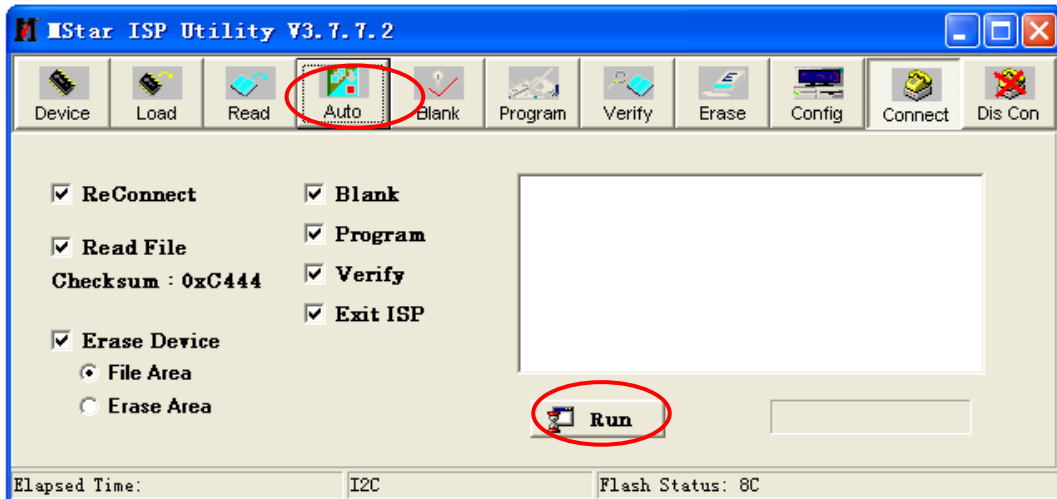 MStar ISP Utility V3.7.7.2
Device Load Read Auto Blank Program Verify Erase Config Connect Dis Con
ReConnect
Read File
Checksum : 0xC444
Erase Device
File Area
Erase Area
Blank
Program
Verify
Exit ISP
Run
Elapsed Time: I2C Flash Status: 8C